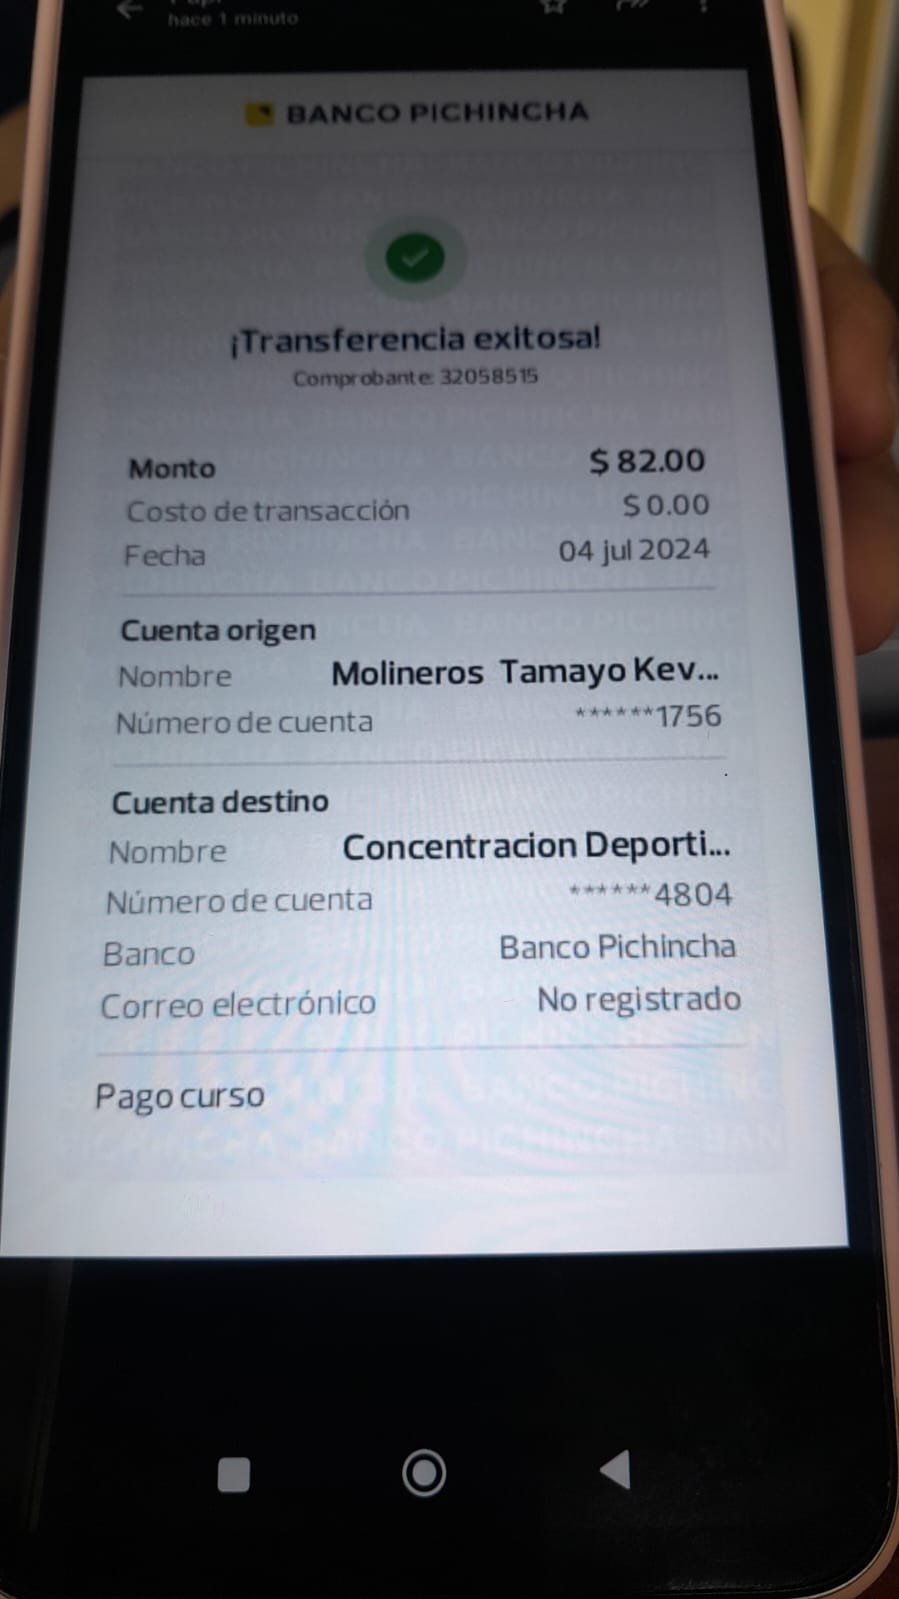 hace 1 minuto
BANCO PICHINCHA
¡Transferencia exitosa!
Comprobante: 32058515
Monto $ 82.00
Costo de transacción $ 0.00
Fecha 04 jul 2024
Cuenta origen
Nombre Molineros Tamayo Kev...
Número de cuenta ******1756
Cuenta destino
Nombre Concentracion Deporti...
Número de cuenta ******4804
Banco Banco Pichincha
Correo electrónico No registrado
Pago curso